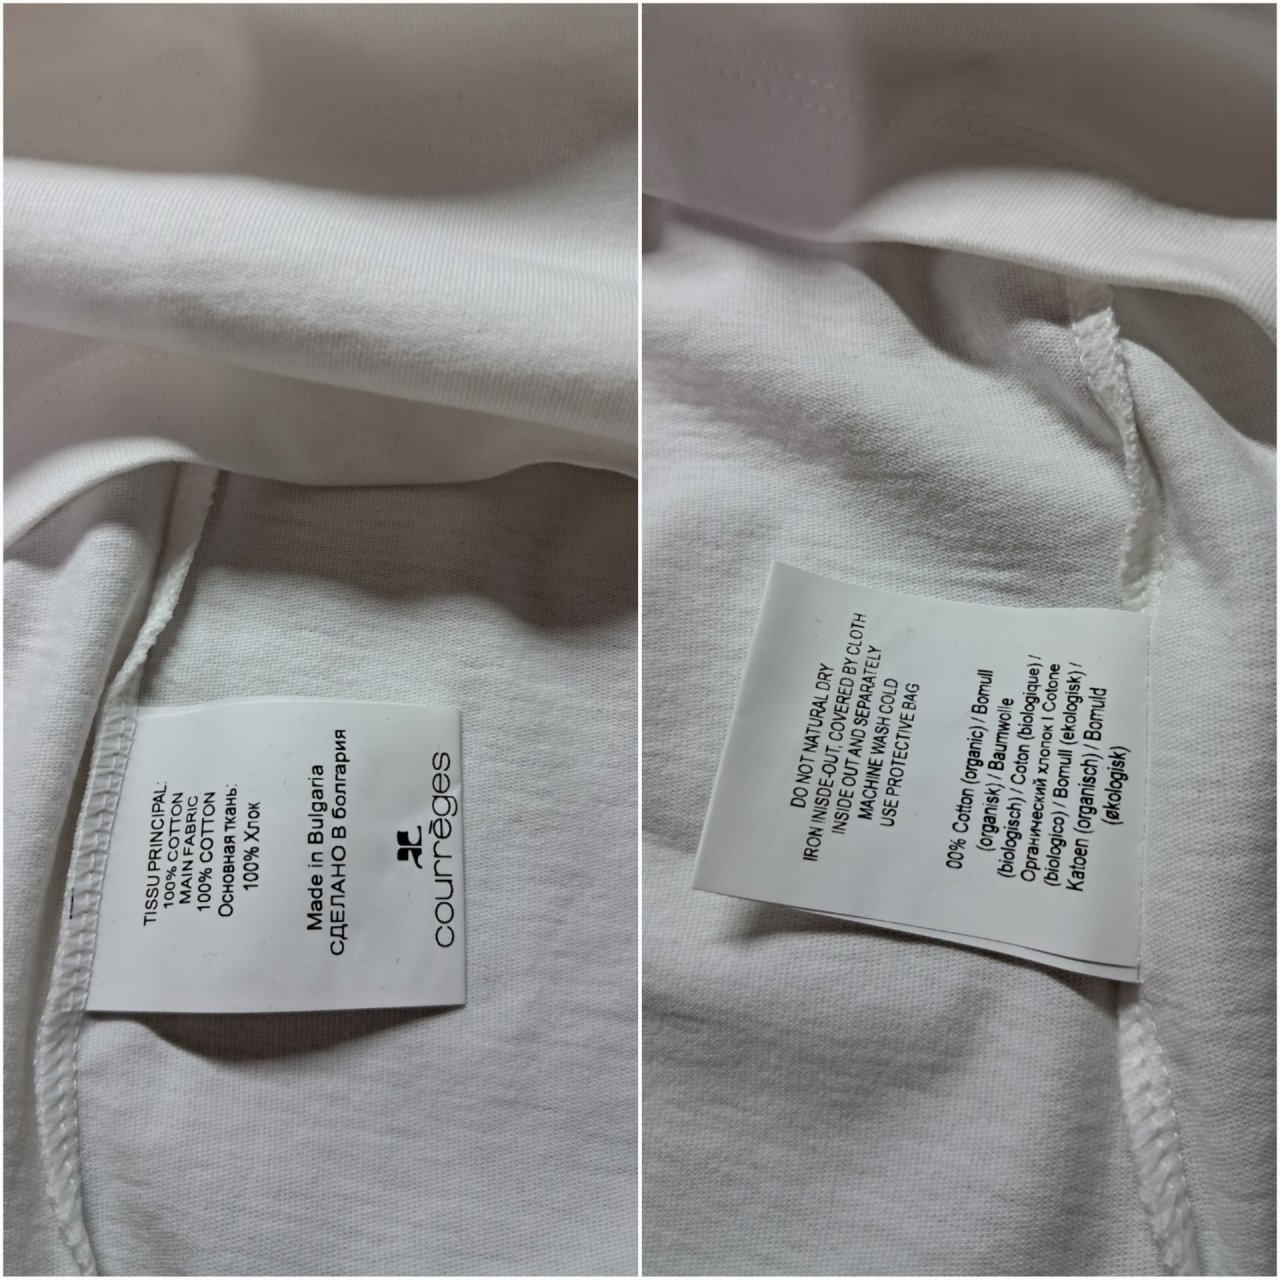 TISSU PRINCIPAL:
100% COTTON
MAIN FABRIC
100% COTTON
Основная ткань:
100% Хлок
Made in Bulgaria
СДЕЛАНО В болгария
courrèges
DO NOT NATURAL DRY
IRON INISDE-OUT, COVERED BY CLOTH
INSIDE OUT AND SEPARATELY
MACHINE WASH COLD
USE PROTECTIVE BAG
00% Cotton (organic) / Bomull
(organisk) / Baumwolle
(biologisch) / Coton (biologique) /
Органический хлопок I Cotone
(biologico) / Bomull (ekologisk) /
Katoen (organisch) / Bomuld
(økologisk)